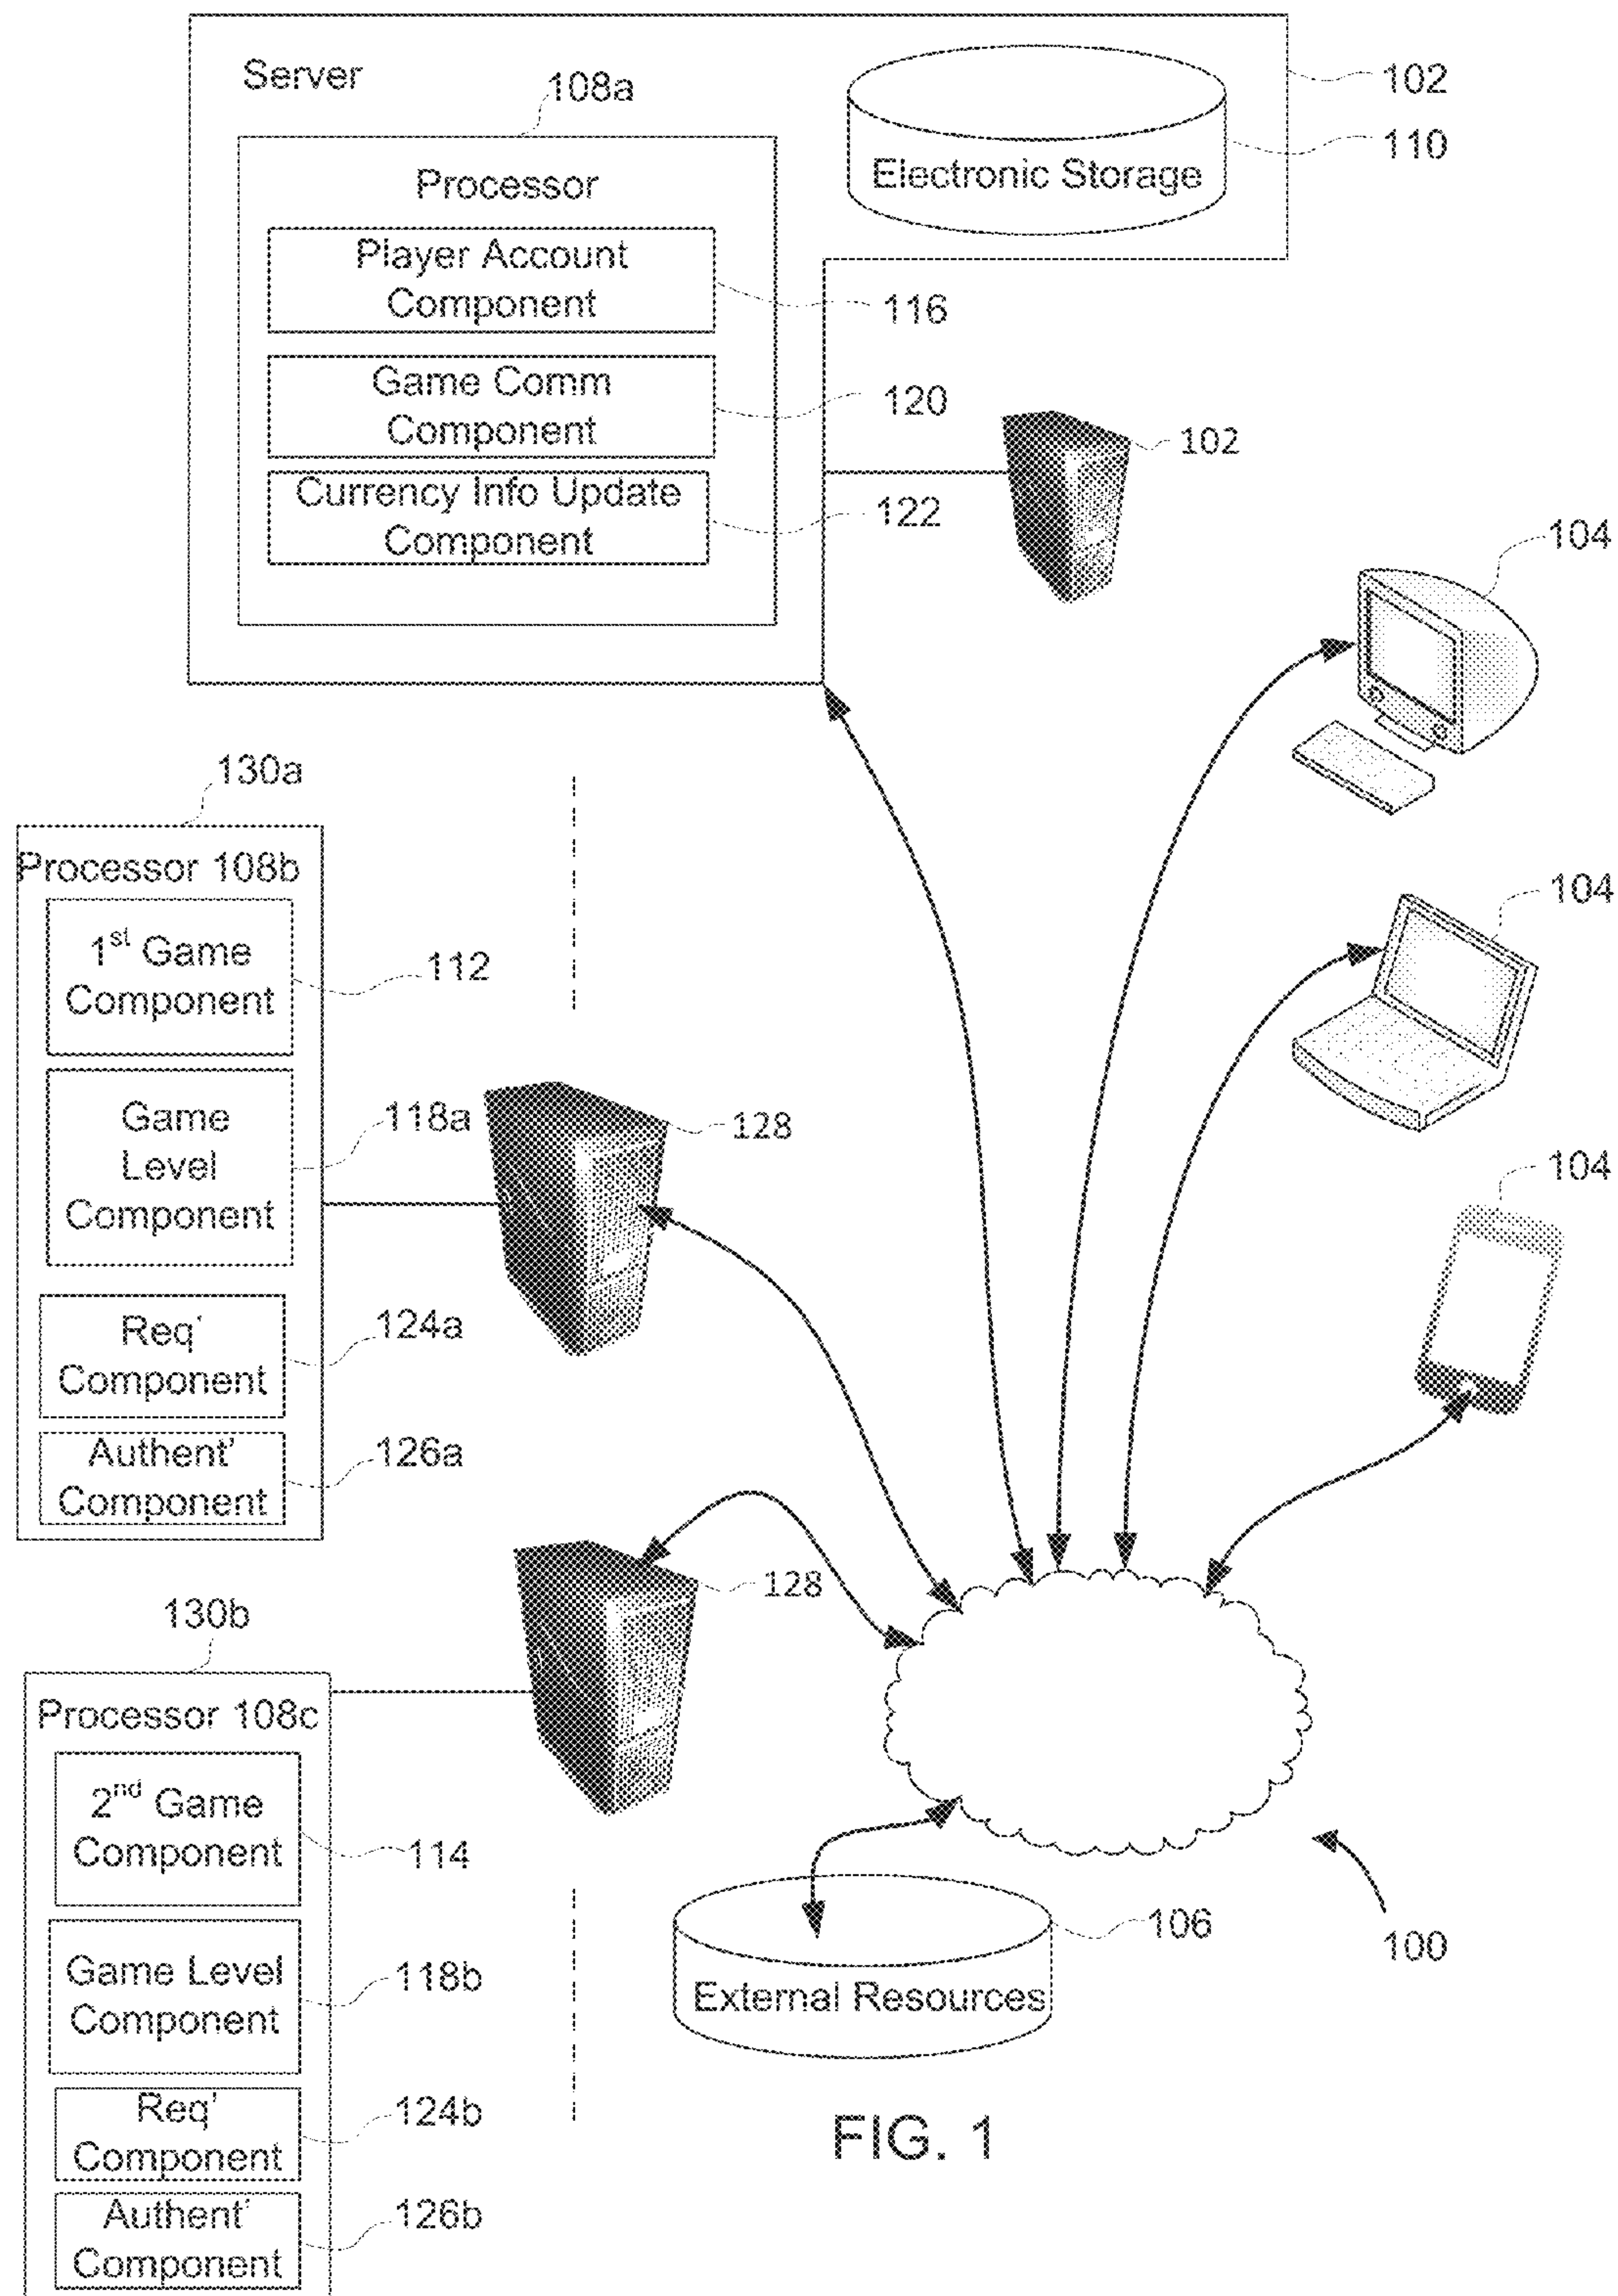 Server
108a
102
110
Electronic Storage
Processor
Player Account
Component
116
Game Comm
Component
120
102
Currency Info Update
Component
122
104
130a
Processor 108b
1st Game
Component
112
104
Game
Level
Component
118a
128
104
Req'
Component
124a
Authent'
Component
126a
128
130b
Processor 108c
2nd Game
Component
114
106
100
Game Level
Component
118b
External Resources
Req'
Component
124b
FIG. 1
Authent'
Component
126b